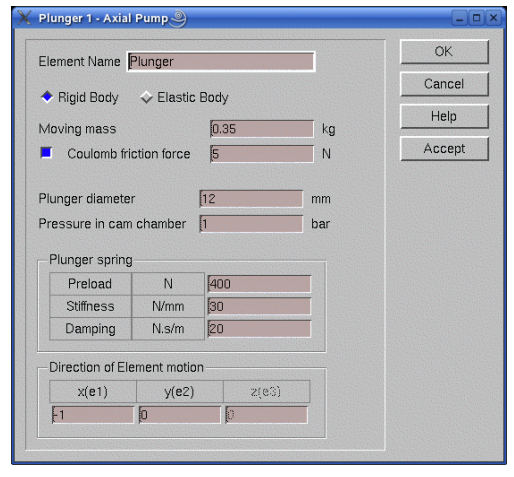 Plunger 1 - Axial Pump
OK
Element Name Plunger
Cancel
Rigid Body Elastic Body
Help
Moving mass 0.35 kg
Accept
Coulomb friction force 5 N
Plunger diameter 12 mm
Pressure in cam chamber 1 bar
Plunger spring
Preload N 400
Stiffness N/mm 30
Damping N.s/m 20
Direction of Element motion
x(e1) y(e2) z(e3)
-1 0 0